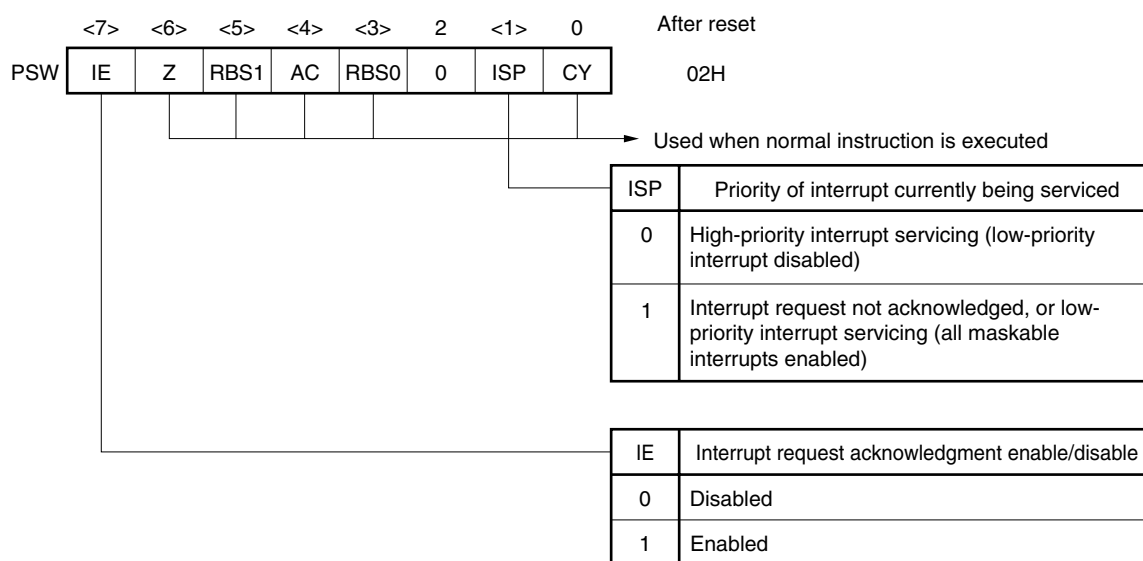 <7> <6> <5> <4> <3> 2 <1> 0 After reset
PSW IE Z RBS1 AC RBS0 0 ISP CY 02H
Used when normal instruction is executed
ISP Priority of interrupt currently being serviced
0 High-priority interrupt servicing (low-priority
interrupt disabled)
1 Interrupt request not acknowledged, or low-
priority interrupt servicing (all maskable
interrupts enabled)
IE Interrupt request acknowledgment enable/disable
0 Disabled
1 Enabled